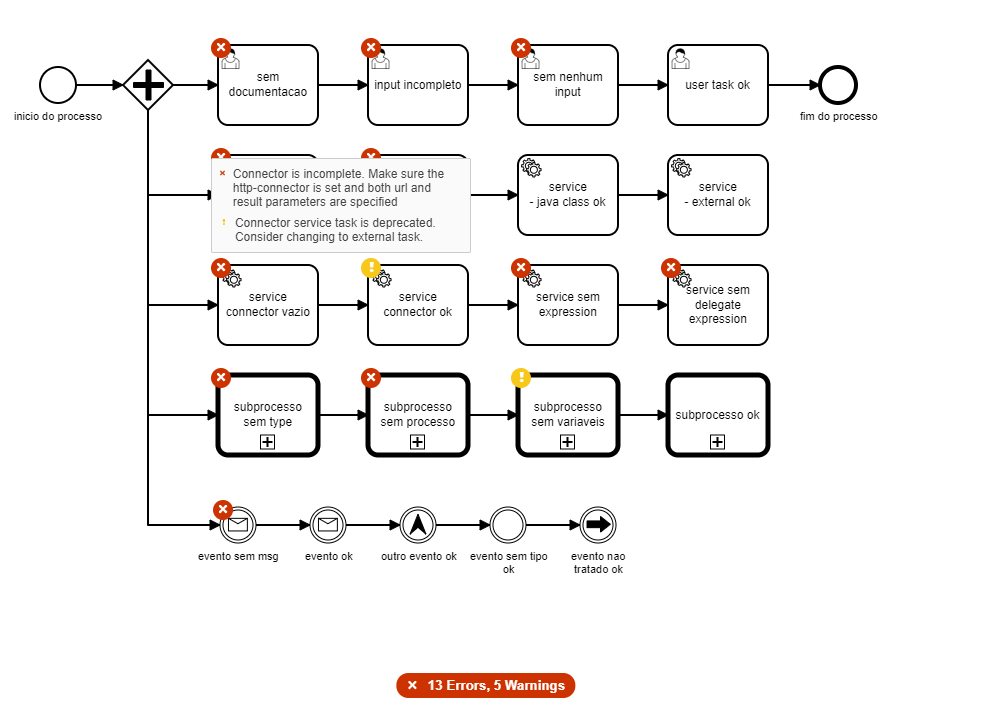 sem
documentacao
input incompleto
sem nenhum
input
user task ok
inicio do processo
fim do processo
Connector is incomplete. Make sure the
http-connector is set and both url and
result parameters are specified
Connector service task is deprecated.
Consider changing to external task.
service
- java class ok
service
- external ok
service
connector vazio
service
connector ok
service sem
expression
service sem
delegate
expression
subprocesso
sem type
subprocesso
sem processo
subprocesso
sem variaveis
subprocesso ok
evento sem msg
evento ok
outro evento ok
evento sem tipo
ok
evento nao
tratado ok
13 Errors, 5 Warnings